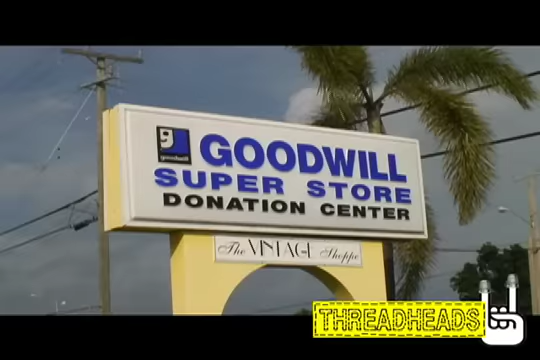 goodwill
GOODWILL
SUPER STORE
DONATION CENTER
The VINTAGE Shoppe
THREADHEADS